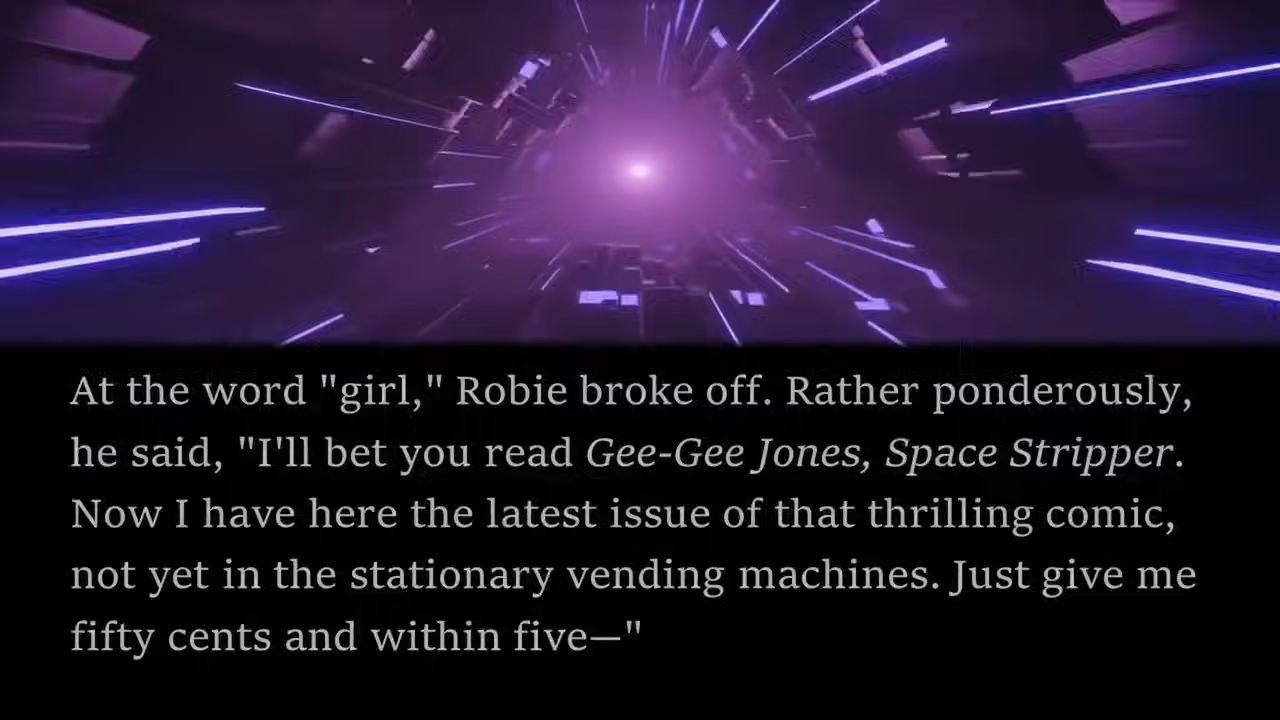 At the word "girl," Robie broke off. Rather ponderously,
he said, "I'll bet you read Gee-Gee Jones, Space Stripper.
Now I have here the latest issue of that thrilling comic,
not yet in the stationary vending machines. Just give me
fifty cents and within five—"